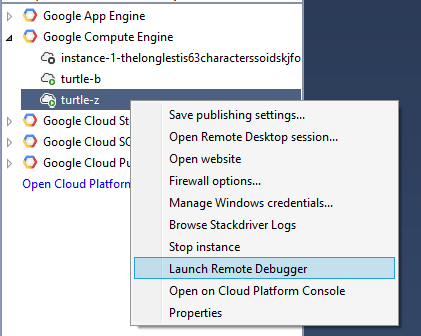 Google App Engine
Google Compute Engine
instance-1-thelonglestis63characterssoidskjfo
turtle-b
turtle-z
Google Cloud St
Google Cloud SC
Google Cloud Pu
Open Cloud Platform
Save publishing settings...
Open Remote Desktop session...
Open website
Firewall options...
Manage Windows credentials...
Browse Stackdriver Logs
Stop instance
Launch Remote Debugger
Open on Cloud Platform Console
Properties